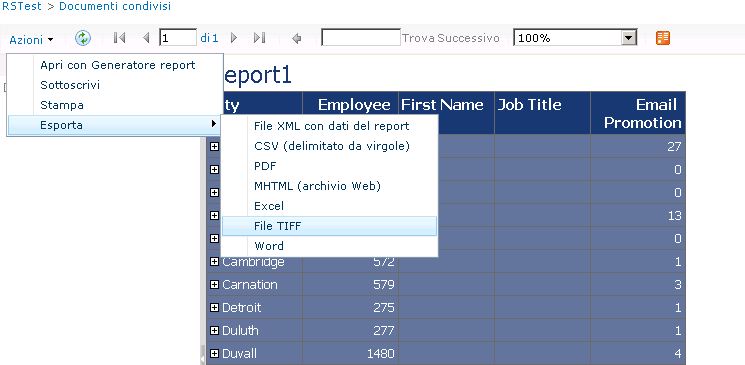 RSTest > Documenti condivisi
Azioni 1 di 1 Trova Successivo 100%
Apri con Generatore report
Sottoscrivi
Stampa
Esporta
File XML con dati del report
CSV (delimitato da virgole)
PDF
MHTML (archivio Web)
Excel
File TIFF
Word
eport1
ty Employee First Name Job Title Email Promotion
27
0
0
13
0
Cambridge 572 1
Carnation 579 3
Detroit 275 1
Duluth 277 1
Duvall 1480 4